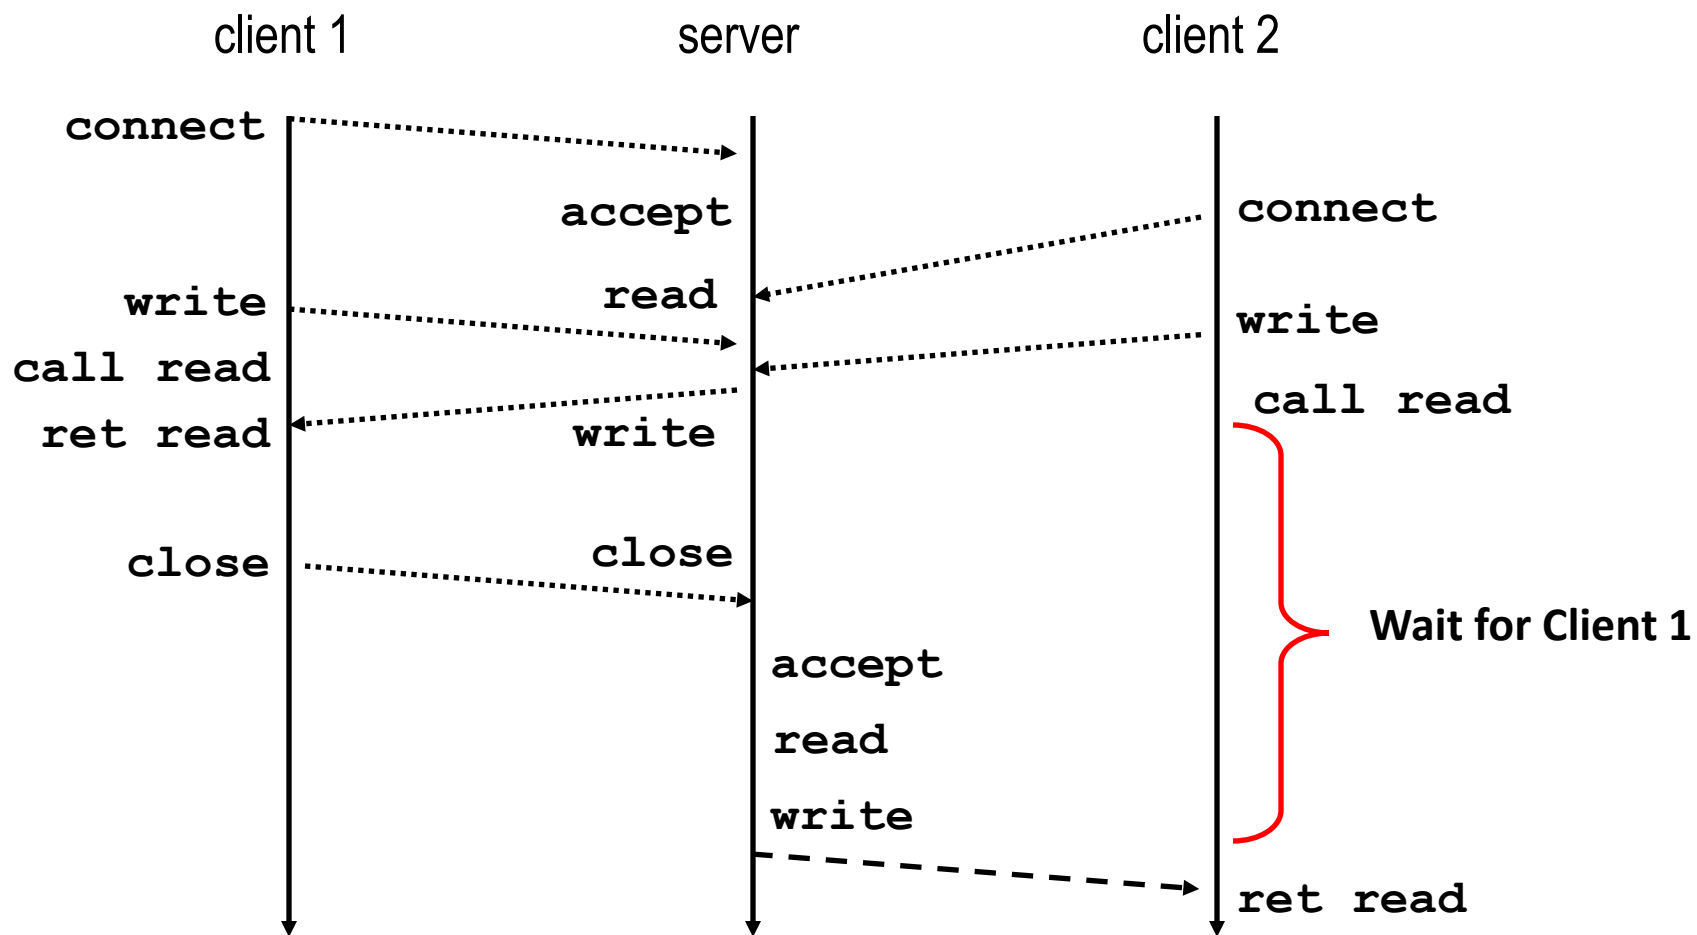 client 1
server
client 2
connect
accept
connect
write
read
write
call read
call read
ret read
write
close
close
Wait for Client 1
accept
read
write
ret read